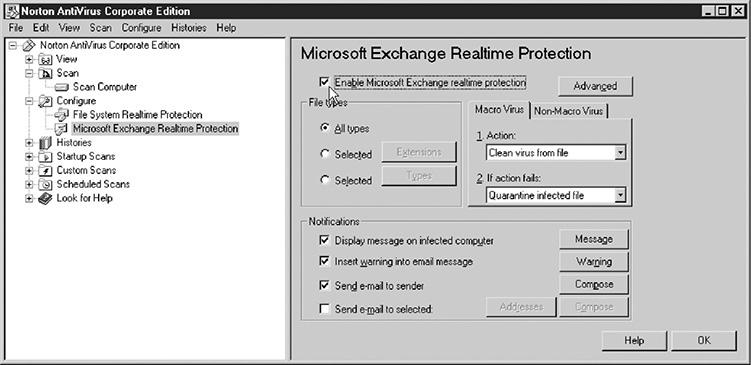 Norton AntiVirus Corporate Edition
File Edit View Scan Configure Histories Help
Norton AntiVirus Corporate Edition
View
Scan
Scan Computer
Configure
File System Realtime Protection
Microsoft Exchange Realtime Protection
Histories
Startup Scans
Custom Scans
Scheduled Scans
Look for Help
Microsoft Exchange Realtime Protection
Enable Microsoft Exchange realtime protection
Advanced
File types
All types
Selected Extensions
Selected Types
Macro Virus Non-Macro Virus
1. Action:
Clean virus from file
2. If action fails:
Quarantine infected file
Notifications
Display message on infected computer Message
Insert warning into email message Warning
Send e-mail to sender Compose
Send e-mail to selected: Addresses Compose
Help OK